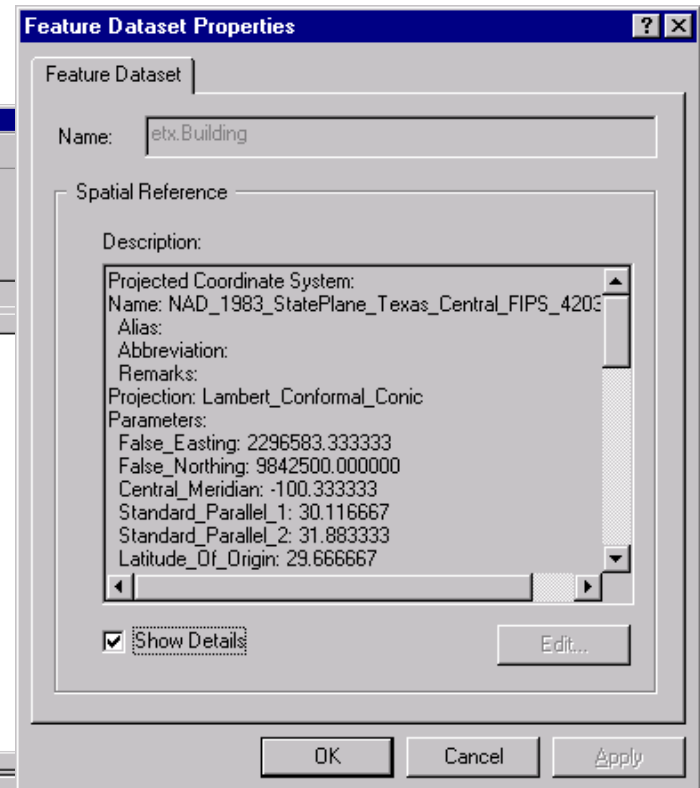 Feature Dataset Properties
Feature Dataset
Name: etx.Building
Spatial Reference
Description:
Projected Coordinate System:
Name: NAD_1983_StatePlane_Texas_Central_FIPS_4203
Alias:
Abbreviation:
Remarks:
Projection: Lambert_Conformal_Conic
Parameters:
False_Easting: 2296583.333333
False_Northing: 9842500.000000
Central_Meridian: -100.333333
Standard_Parallel_1: 30.116667
Standard_Parallel_2: 31.883333
Latitude_Of_Origin: 29.666667
Show Details
Edit...
OK Cancel Apply